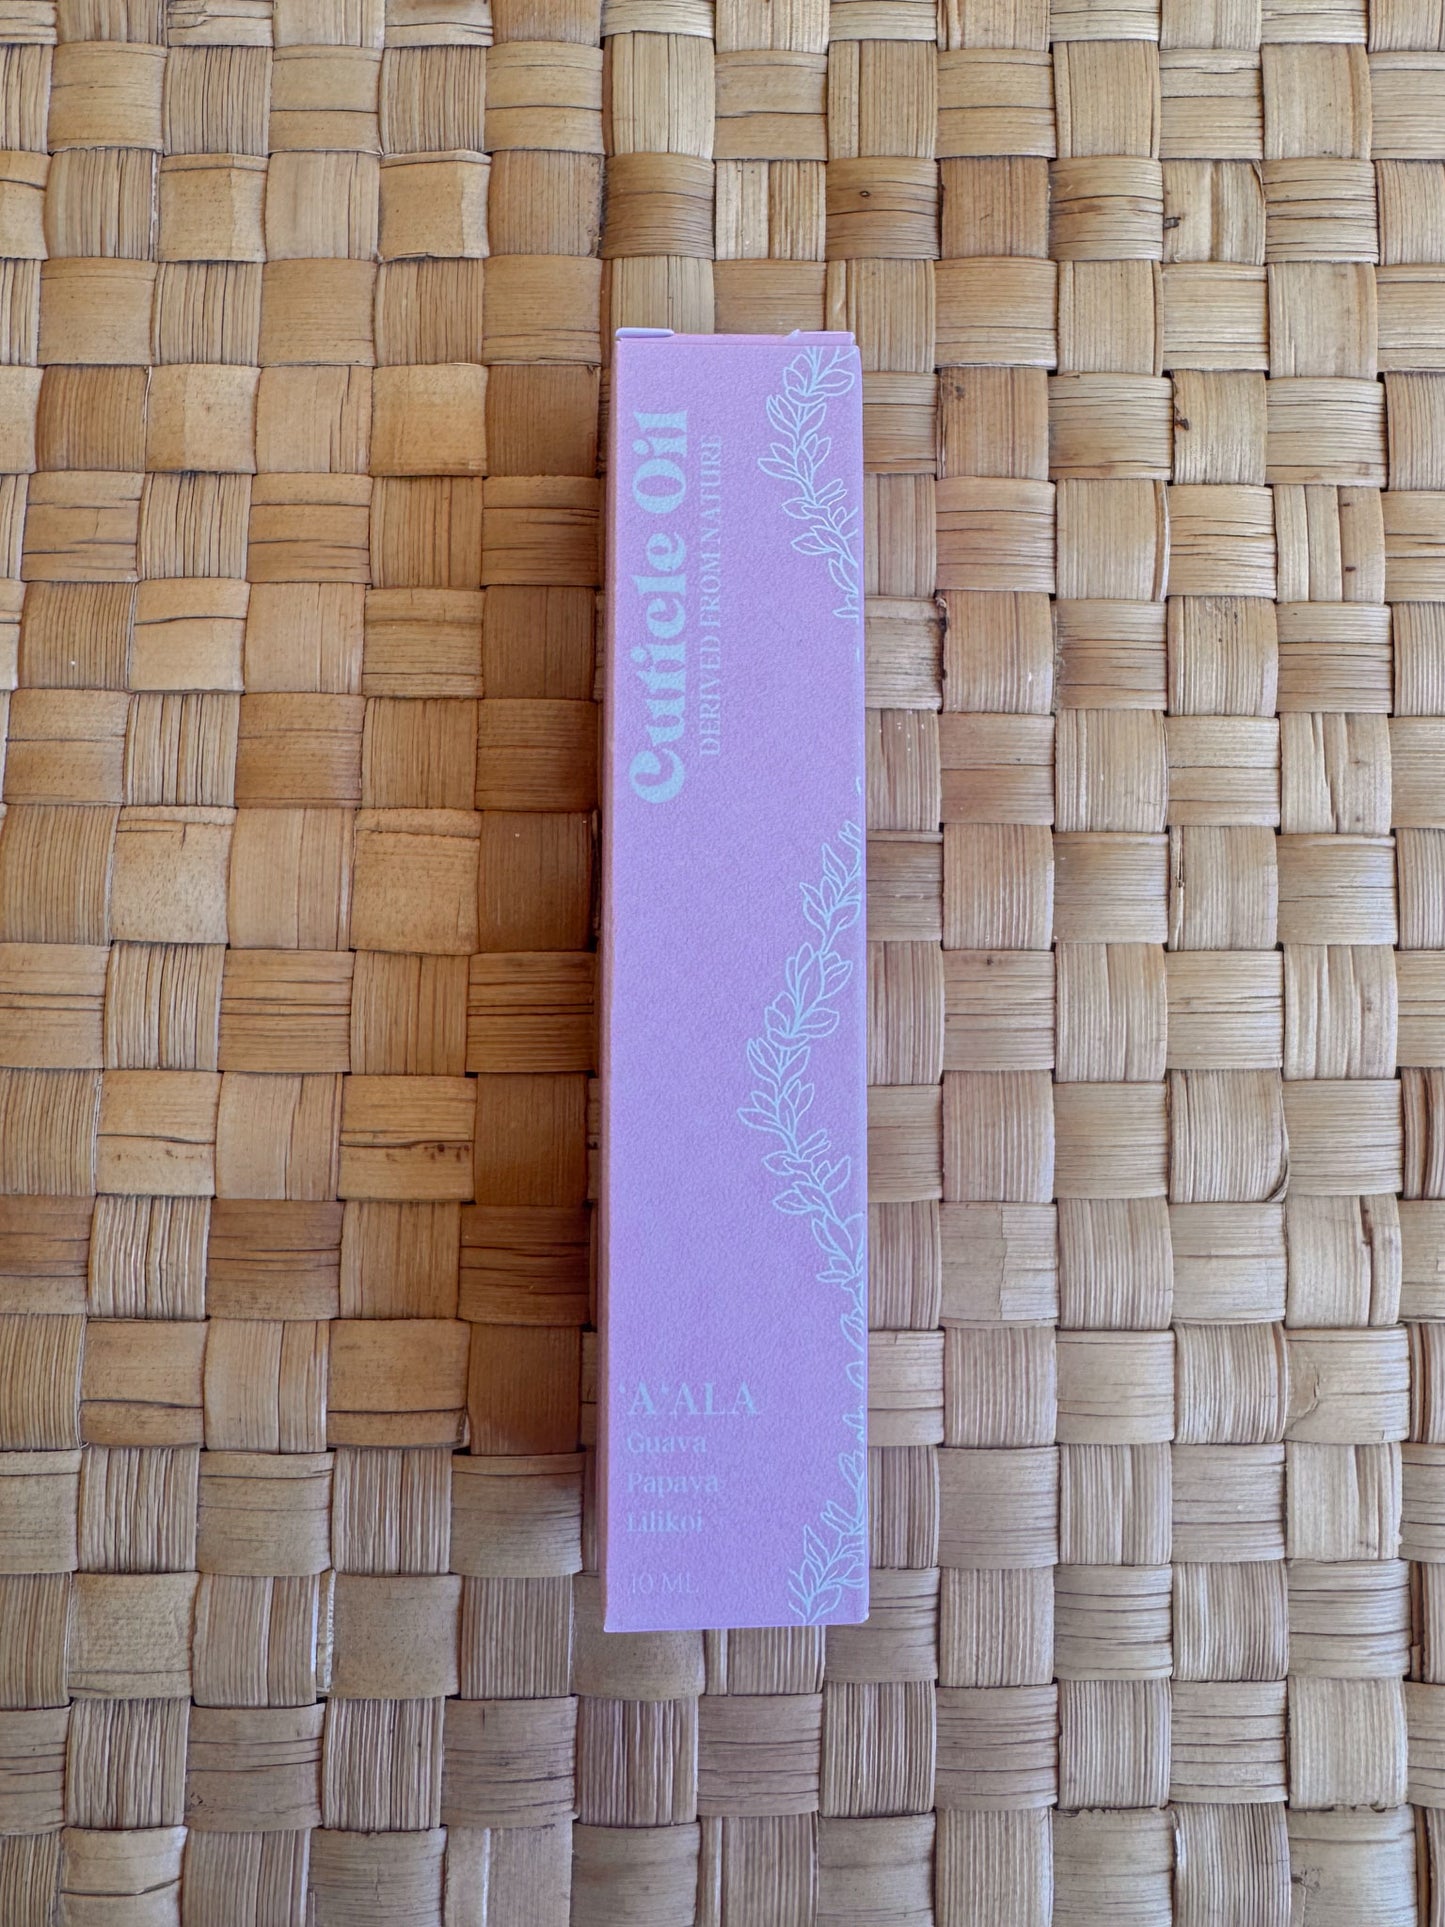 Cuticle Oil
DERIVED FROM NATURE
ʻAʻALA
Guava
Papaya
Lilikoi
10 ML